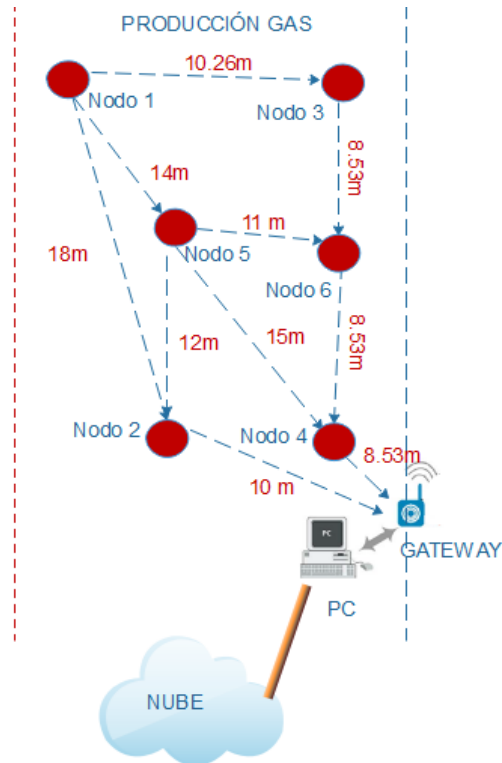 PRODUCCIÓN GAS
10.26m
Nodo 1
Nodo 3
14m
8.53m
11 m
Nodo 5
18m
Nodo 6
12m
15m
8.53m
Nodo 2
Nodo 4
8.53m
10 m
PC
GATEWAY
PC
NUBE